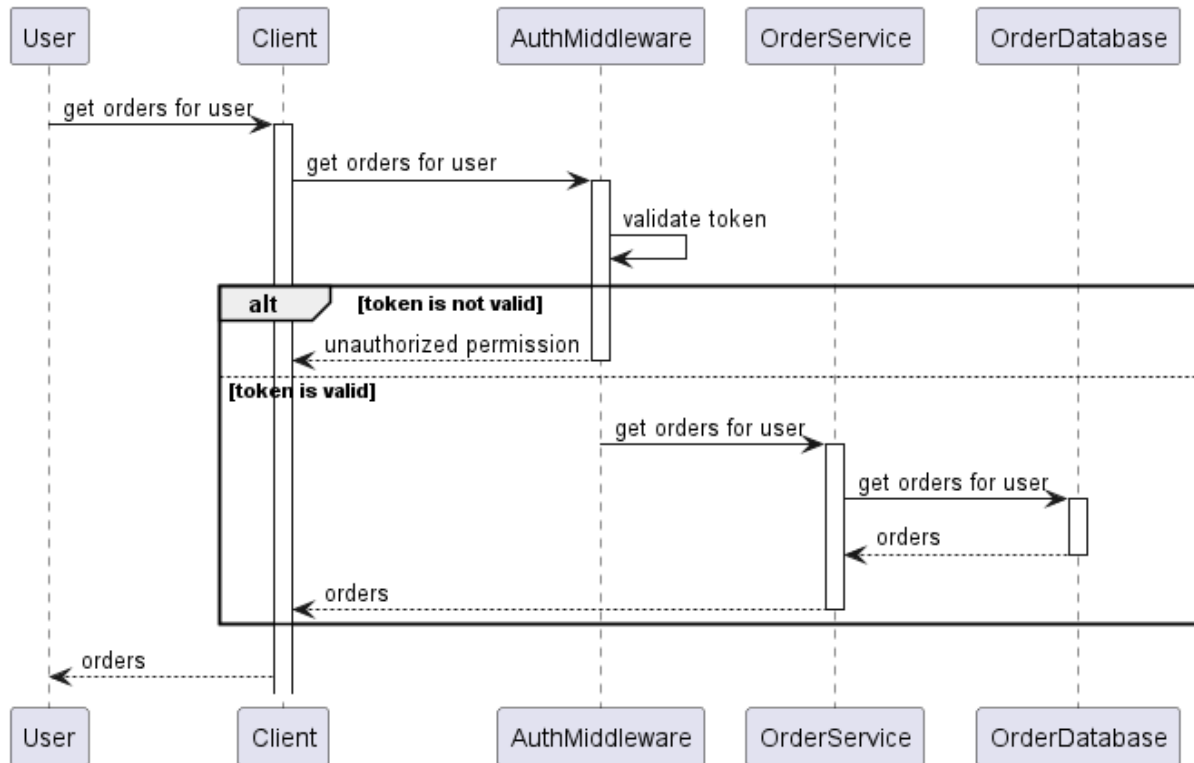 User
Client
AuthMiddleware
OrderService
OrderDatabase
get orders for user
get orders for user
validate token
alt
[token is not valid]
unauthorized permission
[token is valid]
get orders for user
get orders for user
orders
orders
orders
User
Client
AuthMiddleware
OrderService
OrderDatabase